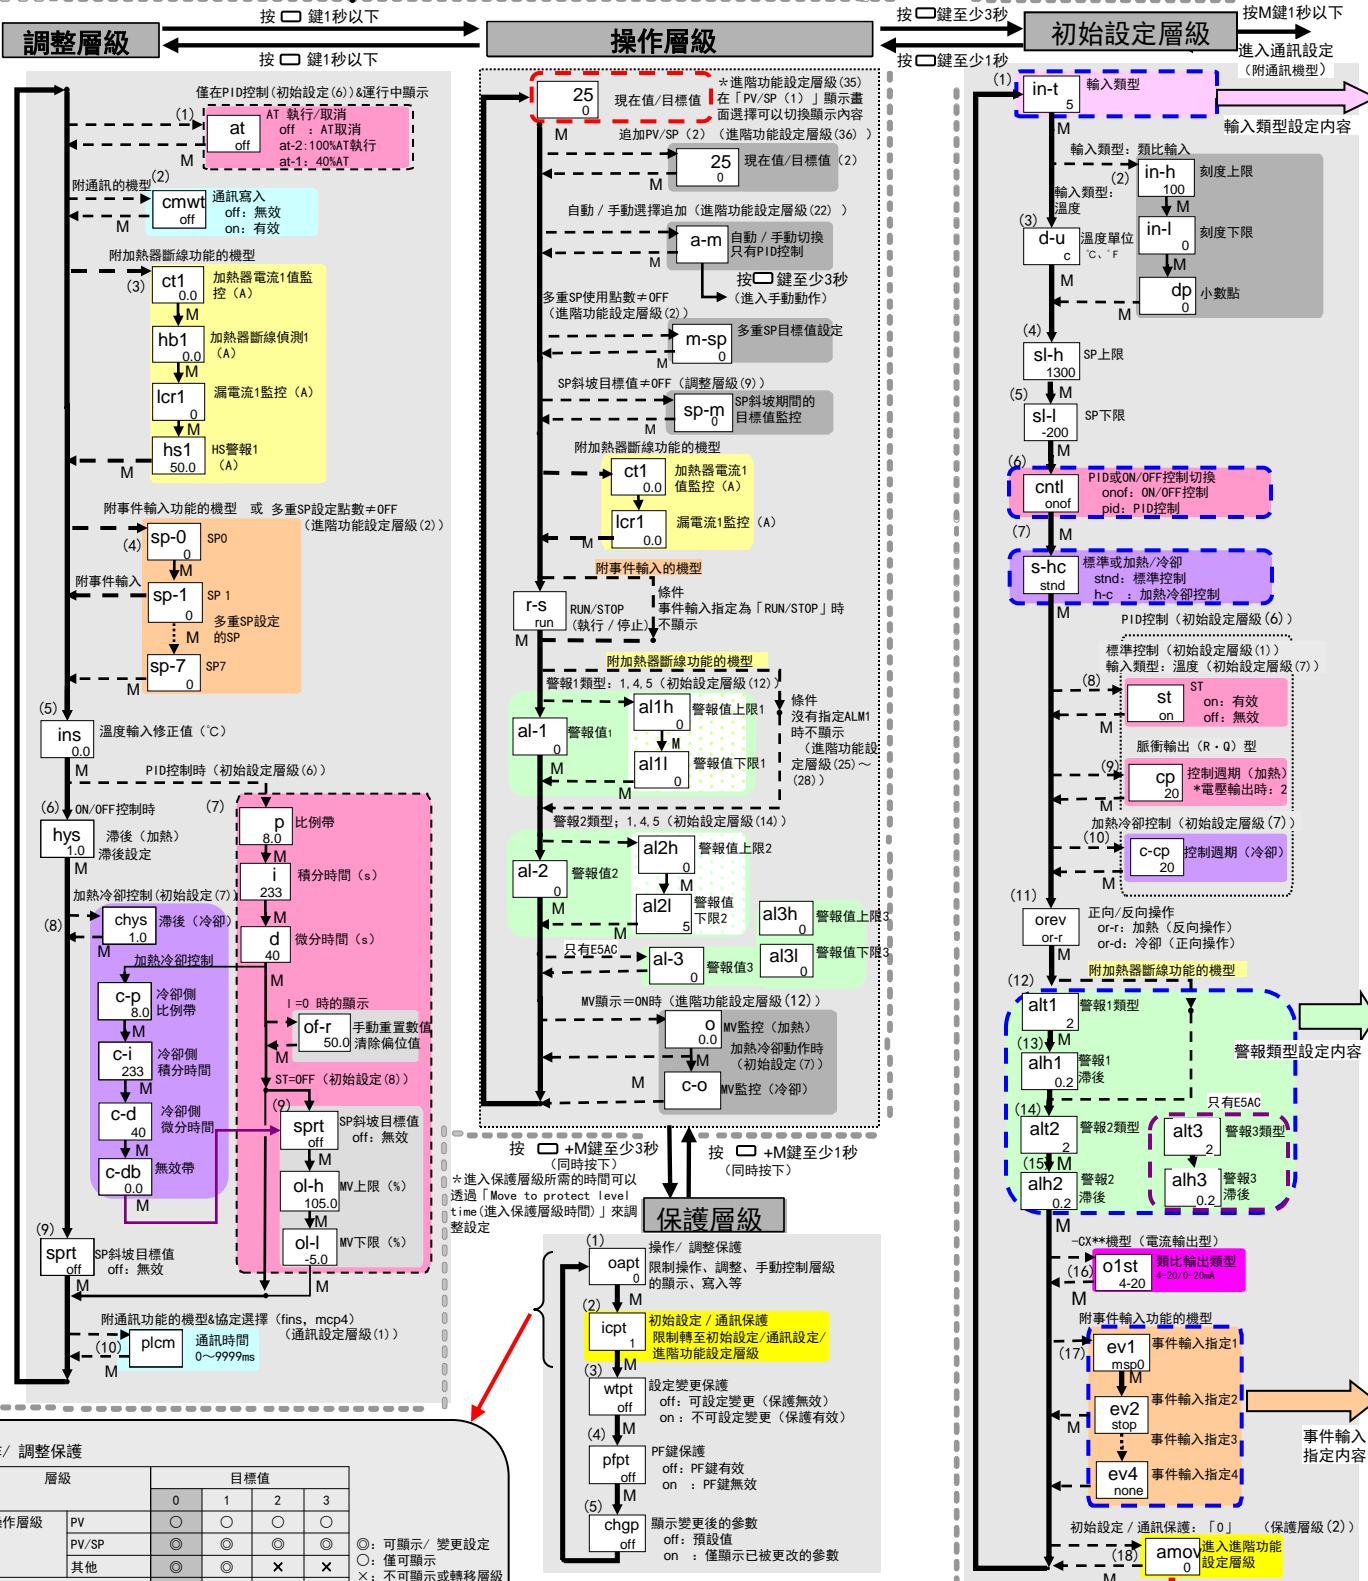 調整層級
按 鍵1秒以下
按 鍵1秒以下
操作層級
按 鍵至少3秒
按 鍵至少1秒
初始設定層級
按M鍵1秒以下
進入通訊設定
(附通訊機型)
僅在PID控制(初始設定(6))&運行中顯示
(1)
at
off
AT 執行/取消
off : AT取消
at-2:100%AT執行
at-1: 40%AT
M
附通訊的機型
(2)
cmwt
off
通訊寫入
off: 無效
on: 有效
M
附加熱器斷線功能的機型
(3)
ct1
0.0
加熱器電流1值監
控 (A)
M
hb1
0.0
加熱器斷線偵測1
(A)
M
lcr1
0
漏電流1監控 (A)
M
hs1
50.0
HS警報1
(A)
M
附事件輸入功能的機型 或 多重SP設定點數≠OFF
(進階功能設定層級(2))
(4)
sp-0
0
SP0
M
附事件輸入
sp-1
0
SP 1
M
多重SP設定
的SP
sp-7
0
SP7
M
(5)
ins
0.0
溫度輸入修正值 (℃)
M
PID控制時 (初始設定層級(6))
(6)
ON/OFF控制時
hys
1.0
滯後 (加熱)
滯後設定
M
(7)
p
8.0
比例帶
M
i
233
積分時間 (s)
M
d
40
微分時間 (s)
M
加熱冷卻控制(初始設定(7))
(8)
chys
1.0
滯後 (冷卻)
M
加熱冷卻控制
c-p
8.0
冷卻側
比例帶
M
c-i
233
冷卻側
積分時間
M
c-d
40
冷卻側
微分時間
M
c-db
0.0
無效帶
M
I =0 時的顯示
of-r
50.0
手動重置數值
清除偏位值
M
ST=OFF (初始設定(8))
(9)
sprt
off
SP斜坡目標值
off: 無效
M
ol-h
105.0
MV上限 (%)
M
ol-l
-5.0
MV下限 (%)
M
(9)
sprt
off
SP斜坡目標值
off: 無效
M
附通訊功能的機型&協定選擇 (fins, mcp4)
(通訊設定層級(1))
(10)
plcm
通訊時間
0～9999ms
M
25
0
現在值/目標值
＊進階功能設定層級(35)
在「PV/SP (1)」顯示畫
面選擇可以切換顯示內容
M
追加PV/SP (2) (進階功能設定層級(36) )
25
0
現在值/目標值 (2)
M
自動 / 手動選擇追加 (進階功能設定層級(22) )
a-m
自動 / 手動切換
只有PID控制
M
按 鍵至少3秒
(進入手動動作)
多重SP使用點數≠OFF
(進階功能設定層級(2))
m-sp
0
多重SP目標值設定
M
SP斜坡目標值≠OFF (調整層級(9))
sp-m
0
SP斜坡期間的
目標值監控
M
附加熱器斷線功能的機型
ct1
0.0
加熱器電流1
值監控 (A)
M
lcr1
0.0
漏電流1監控 (A)
M
附事件輸入的機型
r-s
run
RUN/STOP
(執行 / 停止)
M
條件
事件輸入指定為「RUN/STOP」時
不顯示
附加熱器斷線功能的機型
警報1類型: 1,4,5 (初始設定層級(12))
al-1
0
警報值1
M
al1h
0
警報值上限1
M
al1l
0
警報值下限1
M
條件
沒有指定ALM1
時不顯示
(進階功能設
定層級(25)～
(28))
警報2類型; 1,4,5 (初始設定層級(14))
al-2
0
警報值2
M
al2h
0
警報值上限2
M
al2l
5
警報值
下限2
M
al3h
0
警報值上限3
只有E5AC
al-3
0
警報值3
al3l
0
警報值下限3
M
MV顯示＝ON時 (進階功能設定層級(12))
o
0.0
MV監控 (加熱)
M
加熱冷卻動作時
(初始設定(7))
M
c-o
MV監控 (冷卻)
按 +M鍵至少3秒
(同時按下)
按 +M鍵至少1秒
(同時按下)
＊進入保護層級所需的時間可以
透過「Move to protect level
time(進入保護層級時間)」來調
整設定
保護層級
(1)
oapt
0
操作/ 調整保護
限制操作、調整、手動控制層級
的顯示、寫入等
M
(2)
icpt
1
初始設定 / 通訊保護
限制轉至初始設定/通訊設定/
進階功能設定層級
M
(3)
wtpt
off
設定變更保護
off: 可設定變更 (保護無效)
on : 不可設定變更 (保護有效)
M
(4)
pfpt
off
PF鍵保護
off: PF鍵有效
on : PF鍵無效
M
(5)
chgp
off
顯示變更後的參數
off: 預設值
on : 僅顯示已被更改的參數
(1)
in-t
5
輸入類型
輸入類型設定内容
M
輸入類型: 類比輸入
(2)
in-h
100
刻度上限
M
in-l
0
刻度下限
M
dp
0
小數點
M
輸入類型:
溫度
(3)
d-u
c
溫度單位
℃、℉
M
(4)
sl-h
1300
SP上限
M
(5)
sl-l
-200
SP下限
M
(6)
cntl
onof
PID或ON/OFF控制切換
onof: ON/OFF控制
pid: PID控制
M
(7)
s-hc
stnd
標準或加熱/冷卻
stnd: 標準控制
h-c : 加熱冷卻控制
M
PID控制 (初始設定層級(6))
標準控制 (初始設定層級(1))
輸入類型: 溫度 (初始設定層級(7))
(8)
st
on
ST
on: 有效
off: 無效
M
脈衝輸出 (R・Q) 型
(9)
cp
20
控制週期 (加熱)
*電壓輸出時: 2
M
加熱冷卻控制 (初始設定層級(7))
(10)
c-cp
20
控制週期 (冷卻)
M
(11)
orev
or-r
正向/反向操作
or-r: 加熱 (反向操作)
or-d: 冷卻 (正向操作)
M
附加熱器斷線功能的機型
(12)
alt1
2
警報1類型
警報類型設定内容
M
(13)
alh1
0.2
警報1
滯後
M
(14)
alt2
2
警報2類型
M
(15)
alh2
0.2
警報2
滯後
M
只有E5AC
alt3
2
警報3類型
alh3
0.2
警報3
滯後
-CX**機型 (電流輸出型)
(16)
o1st
4-20
類比輸出類型
4-20/0-20mA
M
附事件輸入功能的機型
(17)
ev1
msp0
事件輸入指定1
M
ev2
stop
事件輸入指定2
M
事件輸入指定3
ev4
none
事件輸入指定4
事件輸入
指定内容
初始設定 / 通訊保護: 「0」 (保護層級(2))
(18)
amov
0
進入進階功能
設定層級
M
/ 調整保護
層級 目標值
0 1 2 3
作層級 PV ○ ○ ○ ○
PV/SP ◎ ◎ ◎ ◎
其他 ◎ ◎ × ×
◎: 可顯示/ 變更設定
○: 僅可顯示
×: 不可顯示或轉移層級